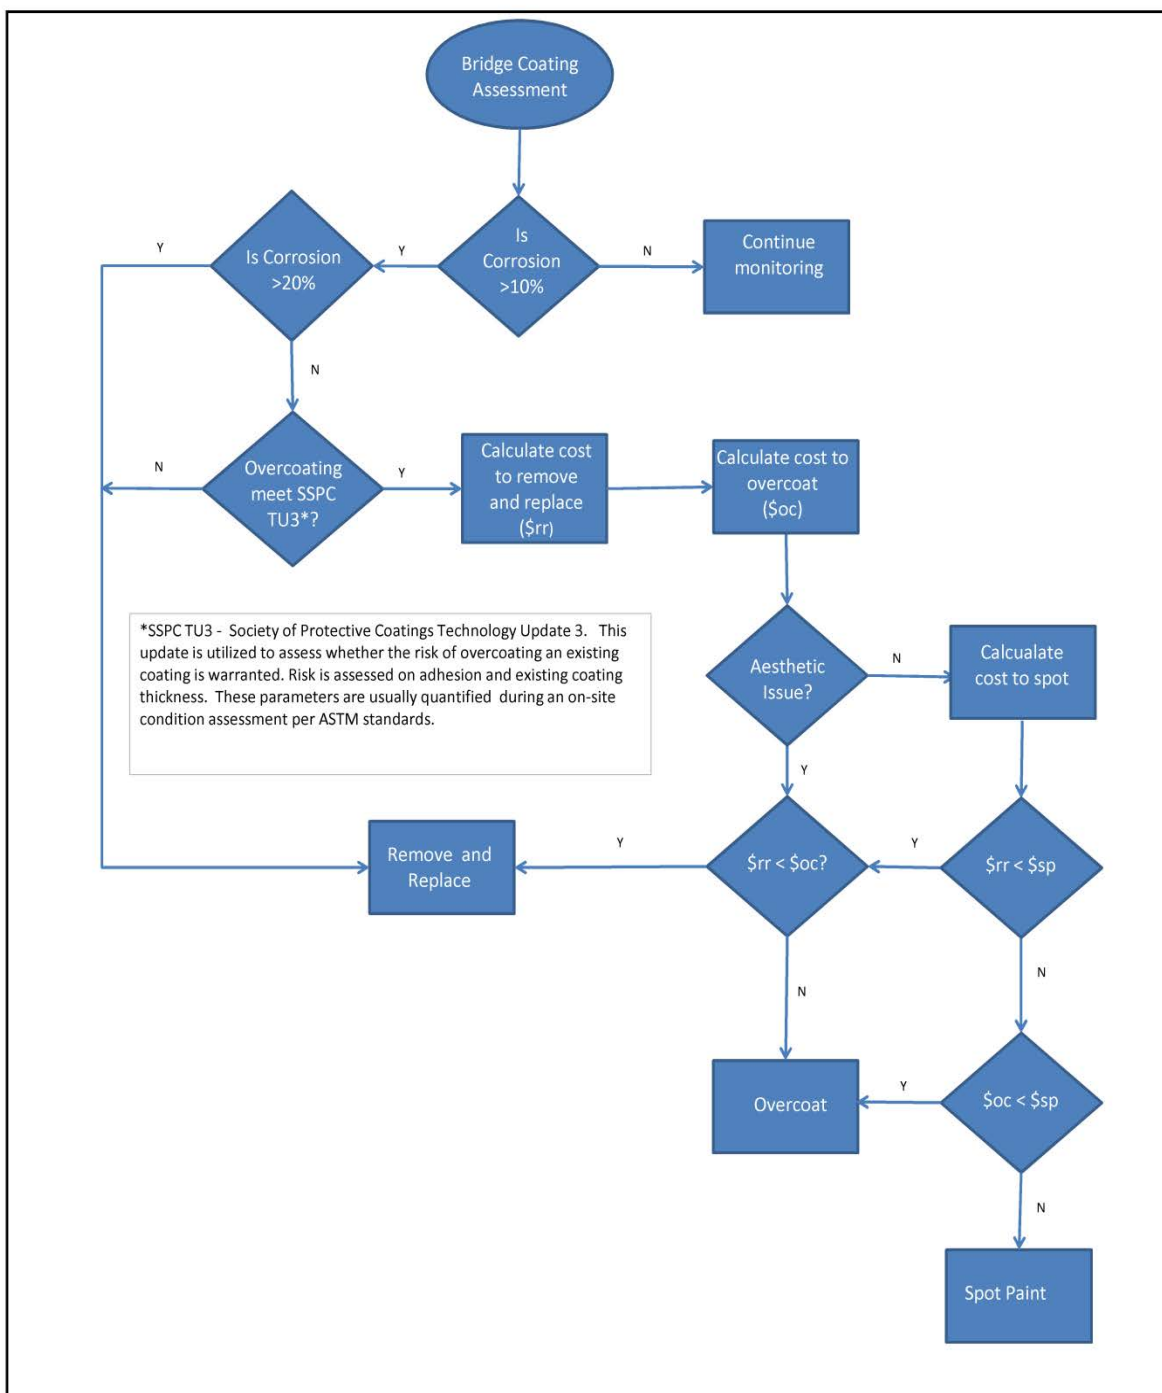 Bridge Coating
Assessment
Y
Is Corrosion
>20%
Y
Is
Corrosion
>10%
N
Continue
monitoring
N
N
Overcoating
meet SSPC
TU3*?
Y
Calculate cost
to remove
and replace
($rr)
Calculate cost to
overcoat
($oc)
*SSPC TU3 - Society of Protective Coatings Technology Update 3. This
update is utilized to assess whether the risk of overcoating an existing
coating is warranted. Risk is assessed on adhesion and existing coating
thickness. These parameters are usually quantified during an on-site
condition assessment per ASTM standards.
Aesthetic
Issue?
N
Calcualate
cost to spot
Y
Remove and
Replace
Y
$rr < $oc?
Y
$rr < $sp
N
N
Overcoat
Y
$oc < $sp
N
Spot Paint